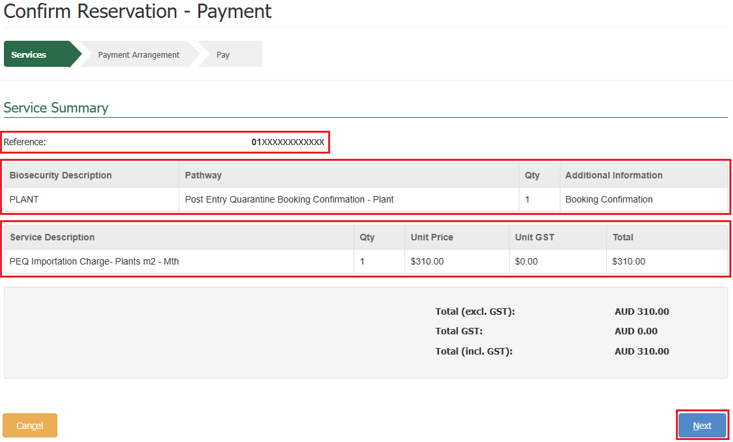 Confirm Reservation - Payment
Services Payment Arrangement Pay
Service Summary
Reference: 01XXXXXXXXXXXX
Biosecurity Description Pathway Qty Additional Information
PLANT Post Entry Quarantine Booking Confirmation - Plant 1 Booking Confirmation
Service Description Qty Unit Price Unit GST Total
PEQ Importation Charge- Plants m2 - Mth 1 $310.00 $0.00 $310.00
Total (excl. GST): AUD 310.00
Total GST: AUD 0.00
Total (incl. GST): AUD 310.00
Cancel Next